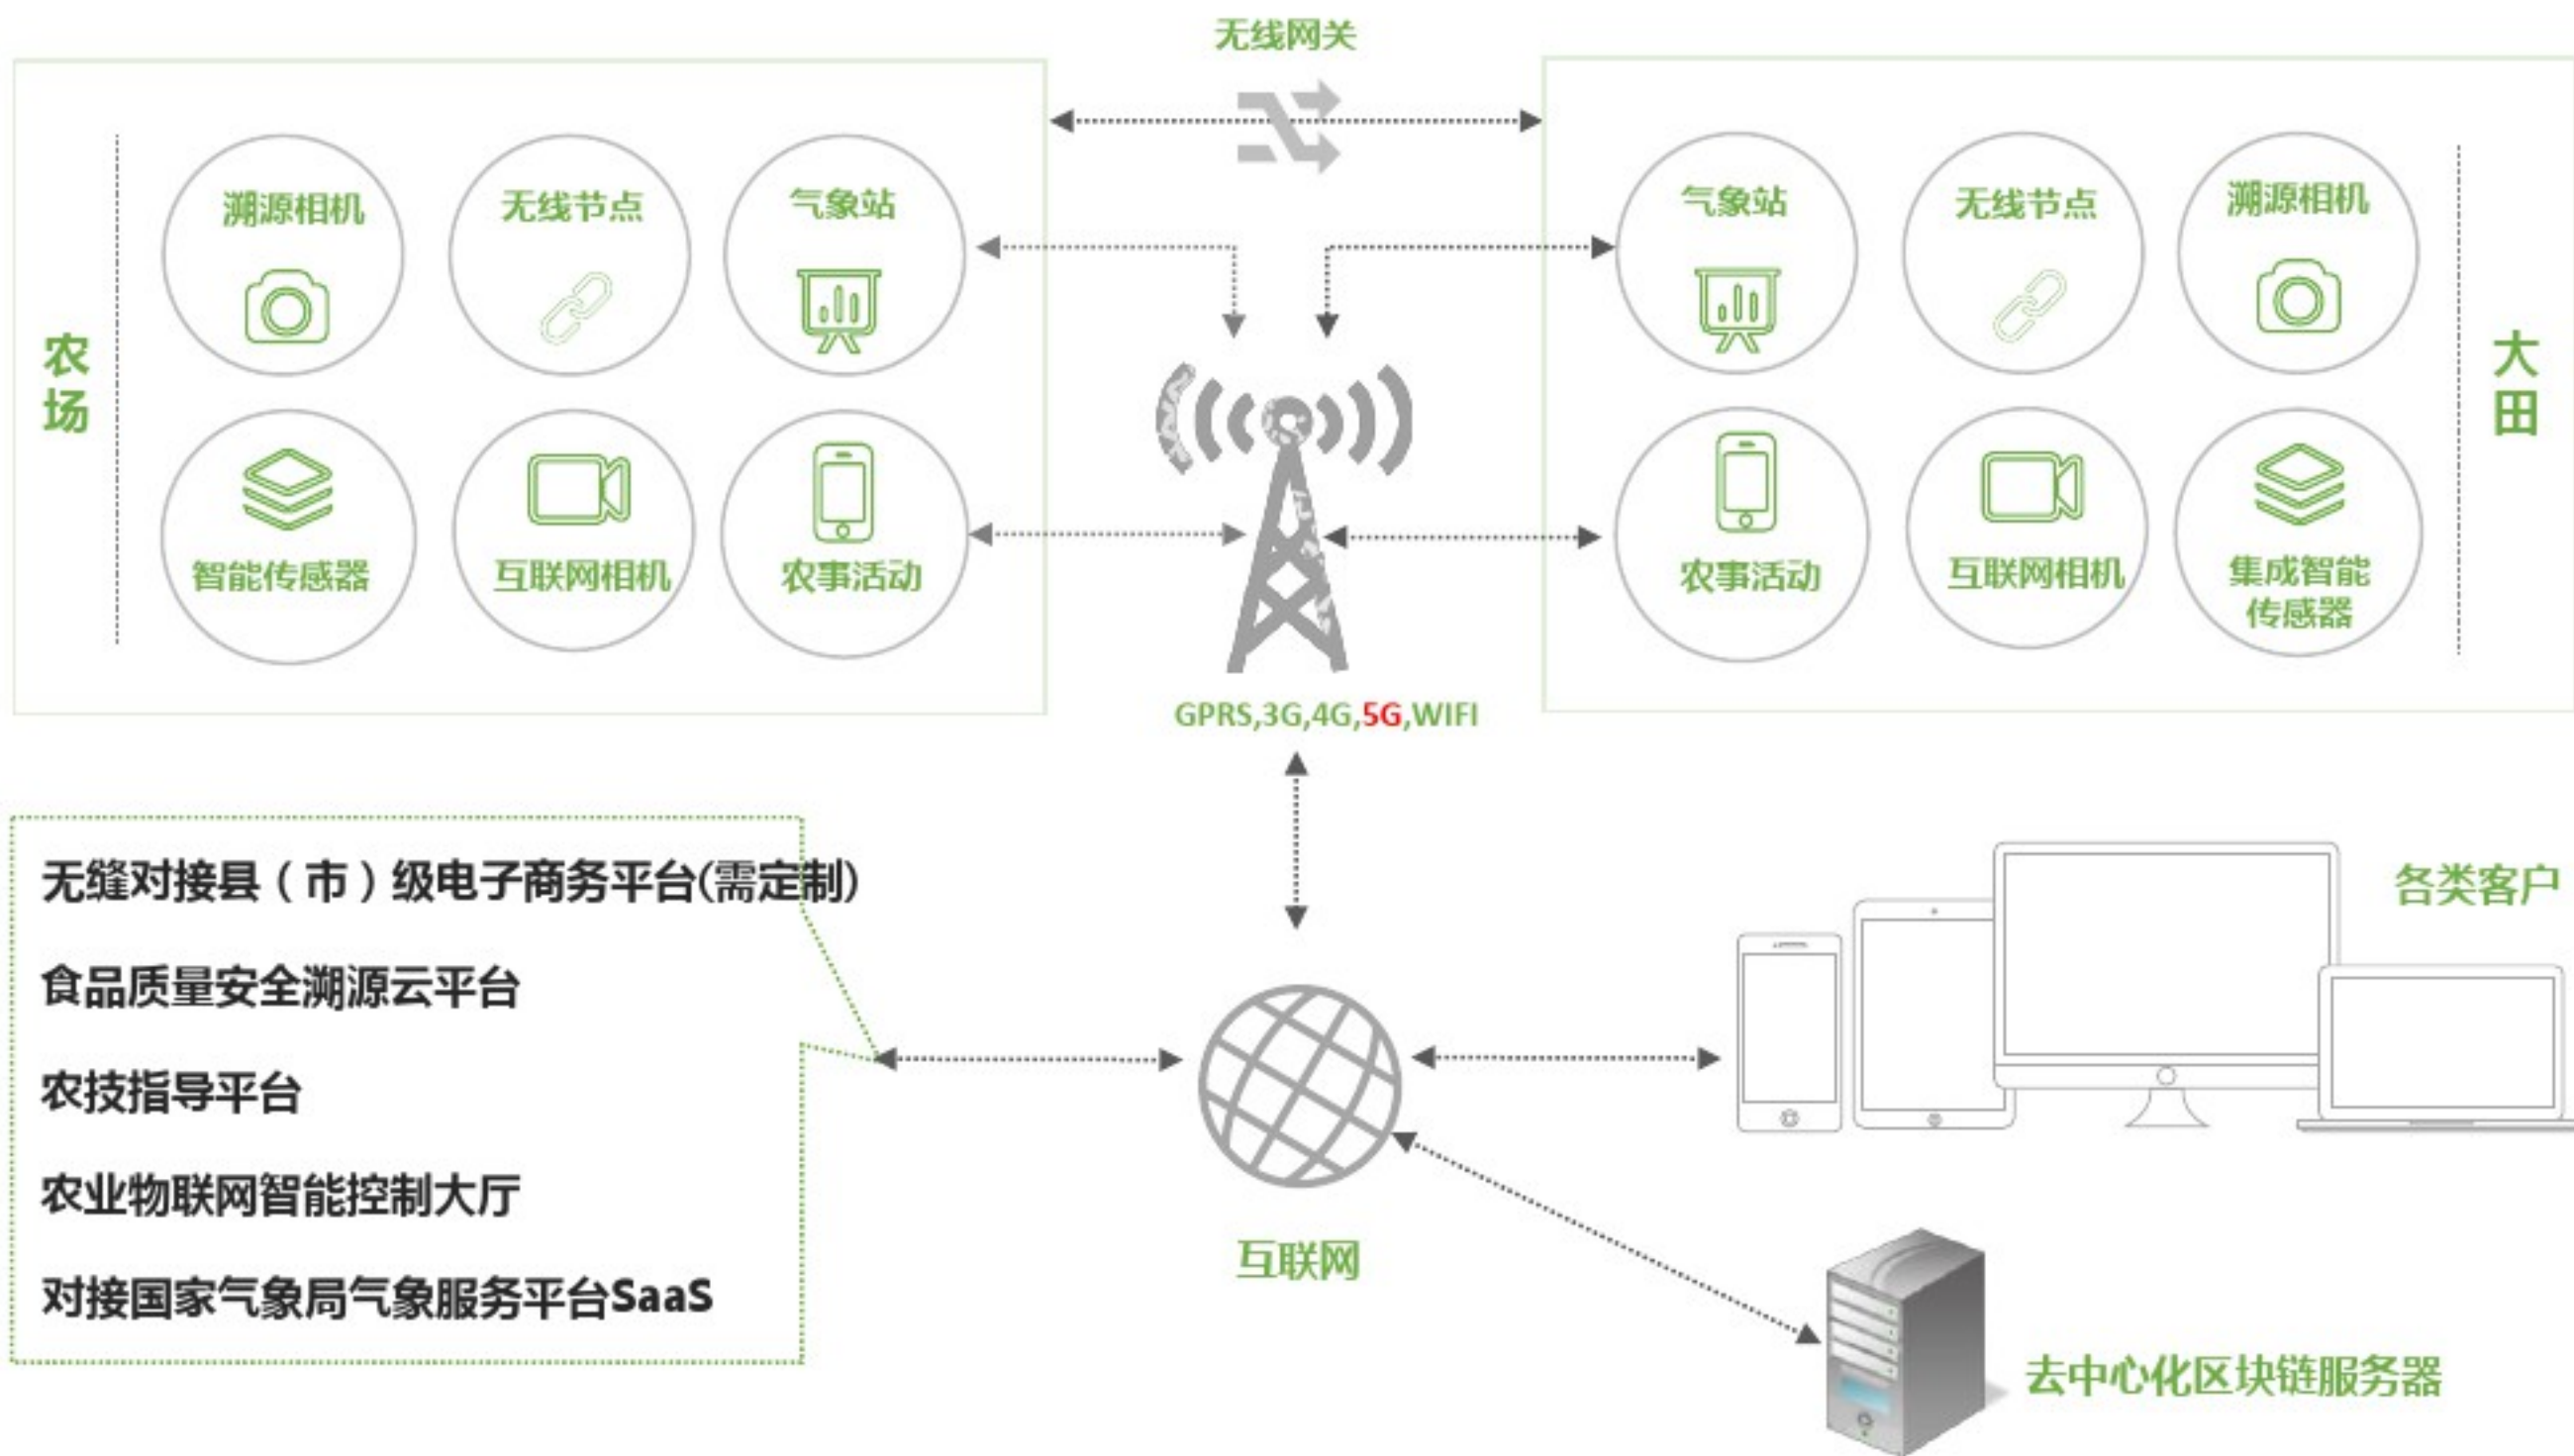 无线网关
农场
溯源相机
无线节点
气象站
智能传感器
互联网相机
农事活动
气象站
无线节点
溯源相机
农事活动
互联网相机
集成智能
传感器
大田
GPRS,3G,4G,5G,WIFI
无缝对接县（市）级电子商务平台(需定制)
食品质量安全溯源云平台
农技指导平台
农业物联网智能控制大厅
对接国家气象局气象服务平台SaaS
互联网
各类客户
去中心化区块链服务器